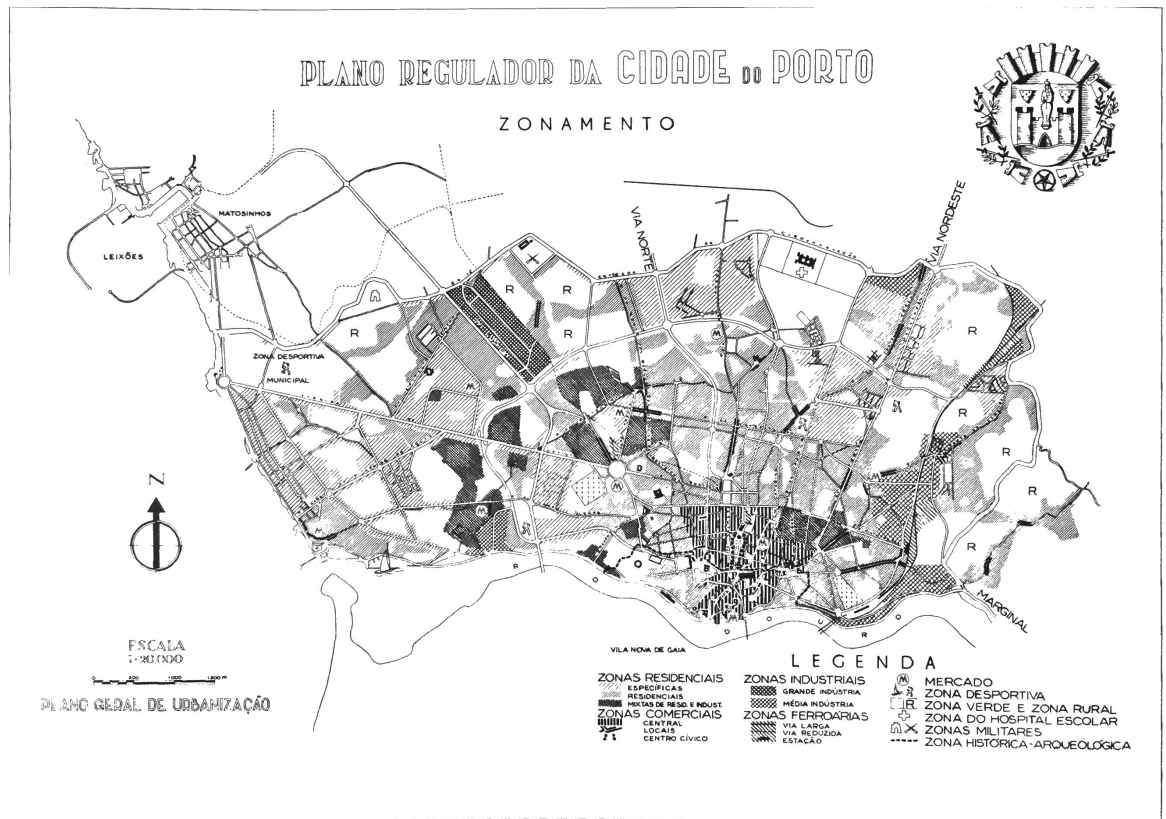 PLANO REGULADOR DA CIDADE DO PORTO
ZONAMENTO
MATOSINHOS
LEIXÕES
VIA NORTE
VIA NORDESTE
R
R
R
R
R
R
R
R
R
ZONA DESPORTIVA
MUNICIPAL
N
MARGINAL
R I O D O U R O
VILA NOVA DE GAIA
ESCALA
1:20.000
0 500 1.000 1.500 m
PLANO GERAL DE URBANIZAÇÃO
LEGENDA
ZONAS RESIDENCIAIS
ESPECÍFICAS
RESIDENCIAIS
MIXTAS DE RESID. E INDUST.
ZONAS COMERCIAIS
CENTRAL
LOCAIS
CENTRO CÍVICO
ZONAS INDUSTRIAIS
GRANDE INDÚSTRIA
MÉDIA INDÚSTRIA
ZONAS FERROÁRIAS
VIA LARGA
VIA REDUZIDA
ESTAÇÃO
M MERCADO
ZONA DESPORTIVA
R ZONA VERDE E ZONA RURAL
ZONA DO HOSPITAL ESCOLAR
ZONAS MILITARES
ZONA HISTÓRICA-ARQUEOLÓGICA